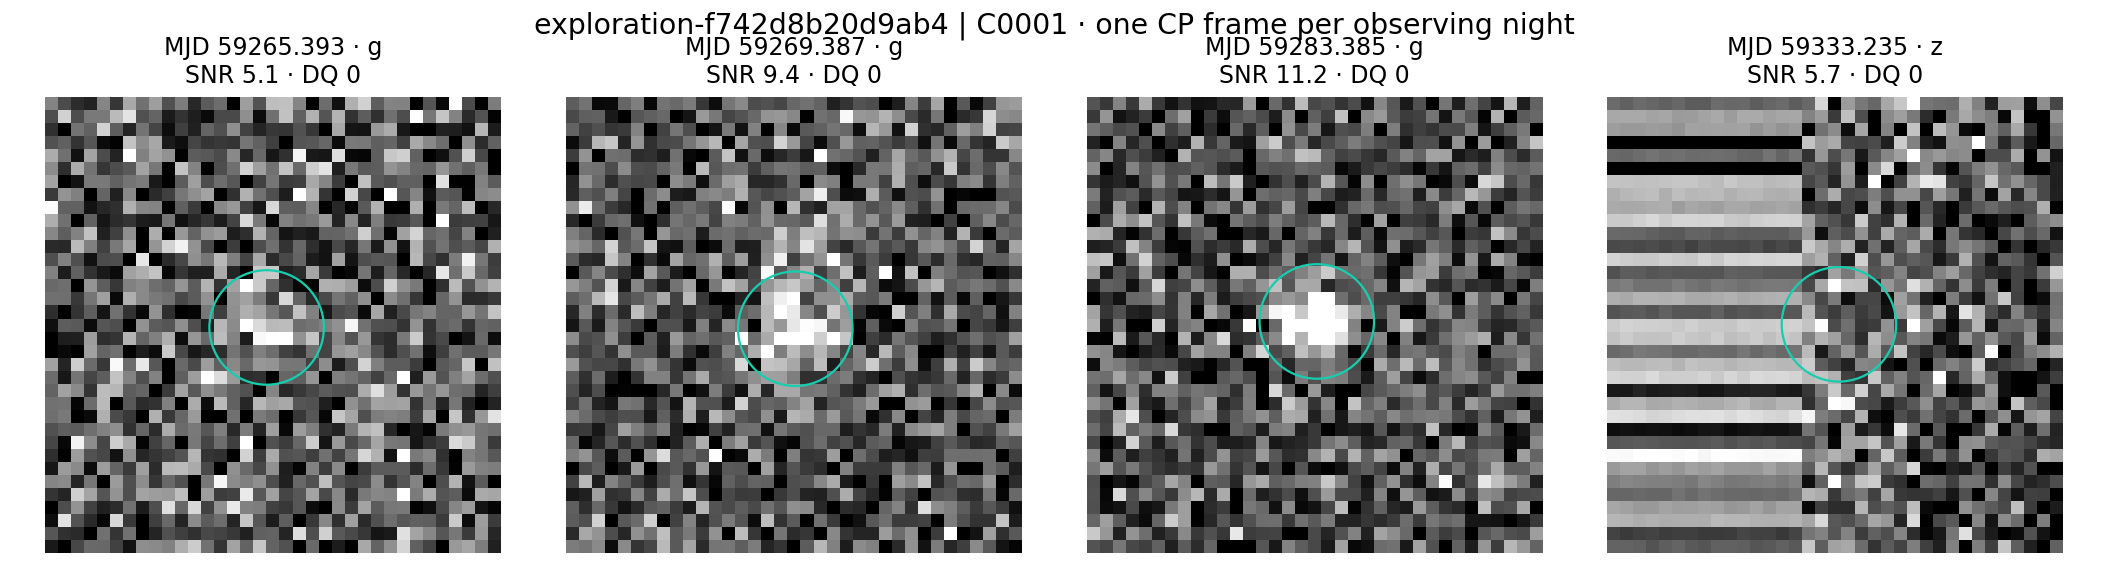 exploration-f742d8b20d9ab4 | C0001 · one CP frame per observing night
MJD 59265.393 · g
SNR 5.1 · DQ 0
MJD 59269.387 · g
SNR 9.4 · DQ 0
MJD 59283.385 · g
SNR 11.2 · DQ 0
MJD 59333.235 · z
SNR 5.7 · DQ 0